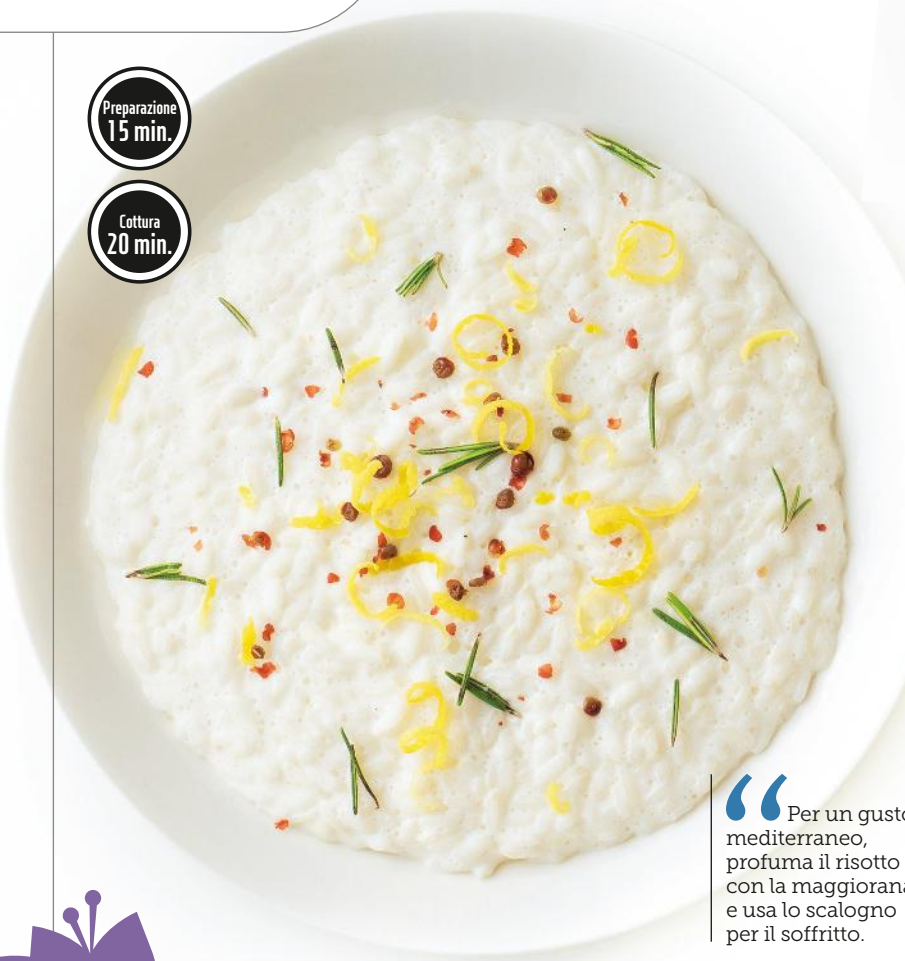 Preparazione
15 min.
Cottura
20 min.
“ Per un gusto
mediterraneo,
profuma il risotto
con la maggiorana
e usa lo scalogno
per il soffritto.